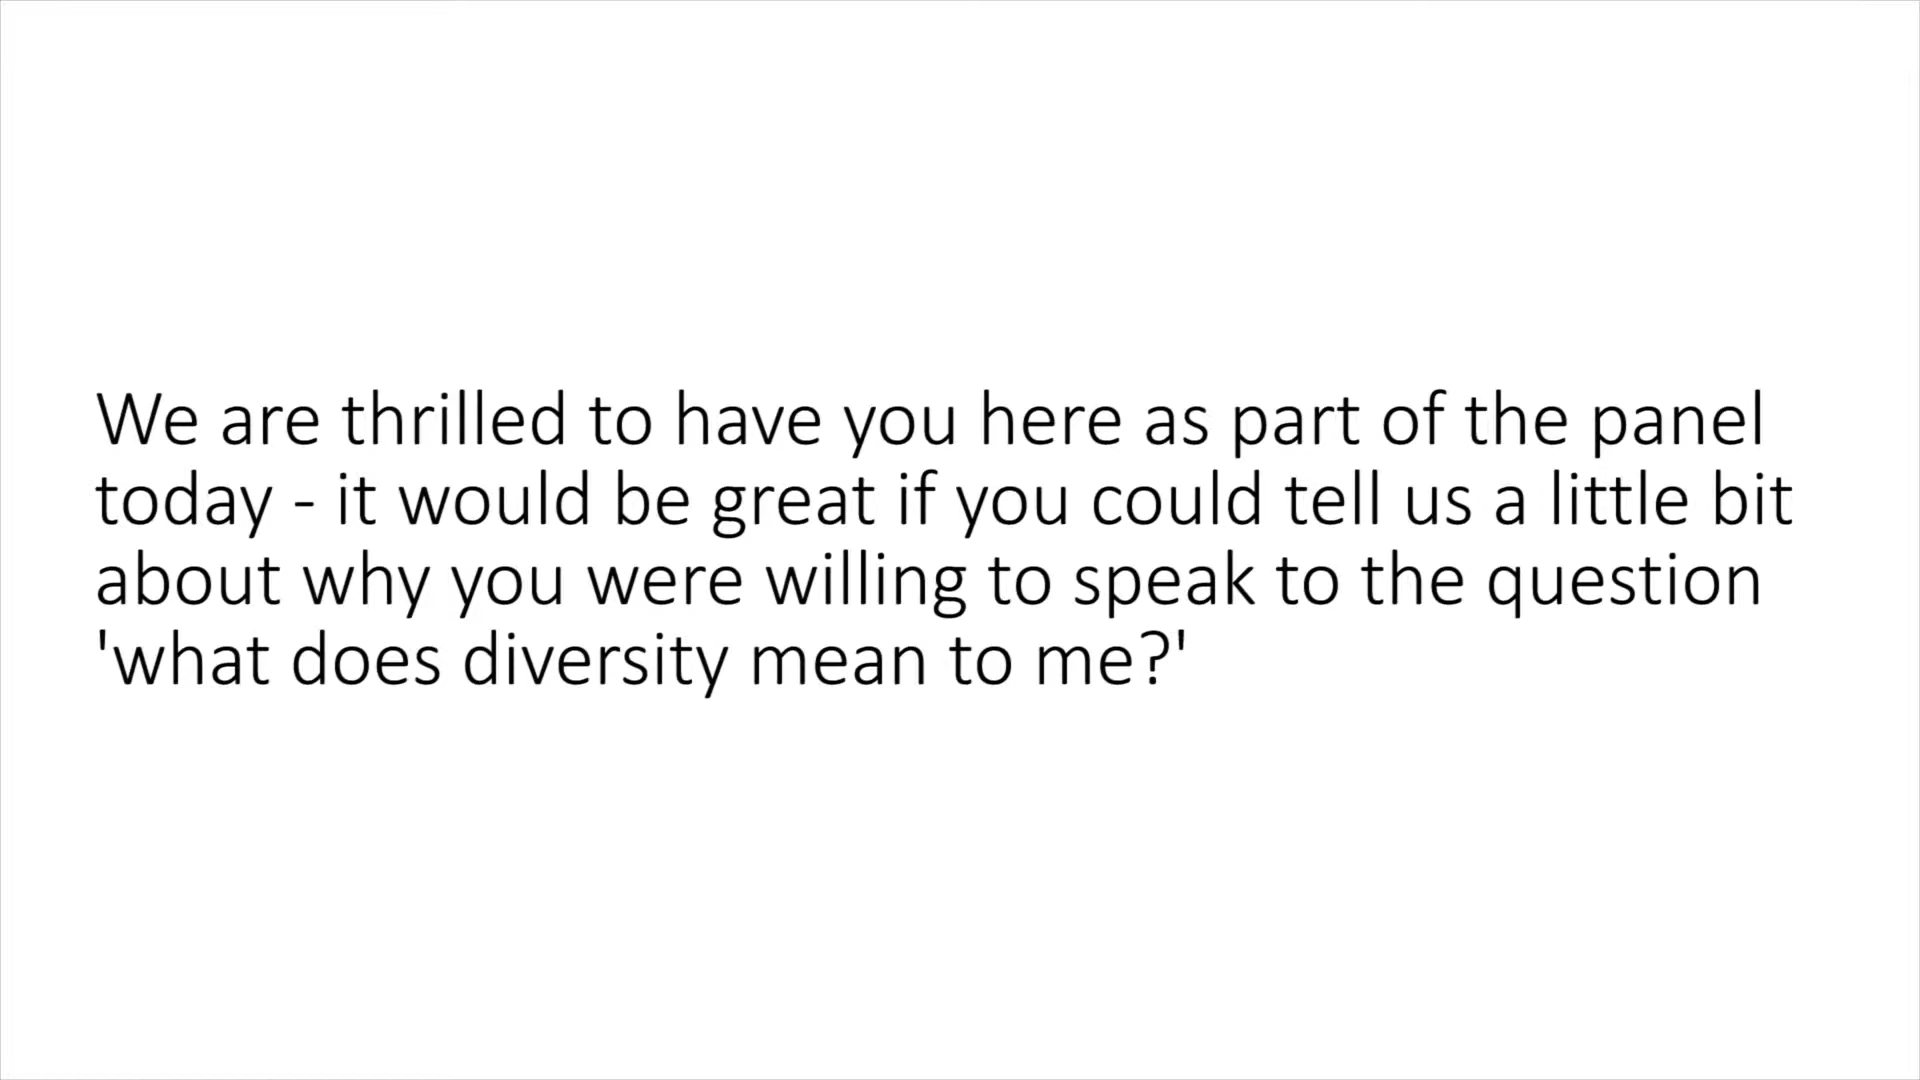 We are thrilled to have you here as part of the panel
today - it would be great if you could tell us a little bit
about why you were willing to speak to the question
'what does diversity mean to me?'